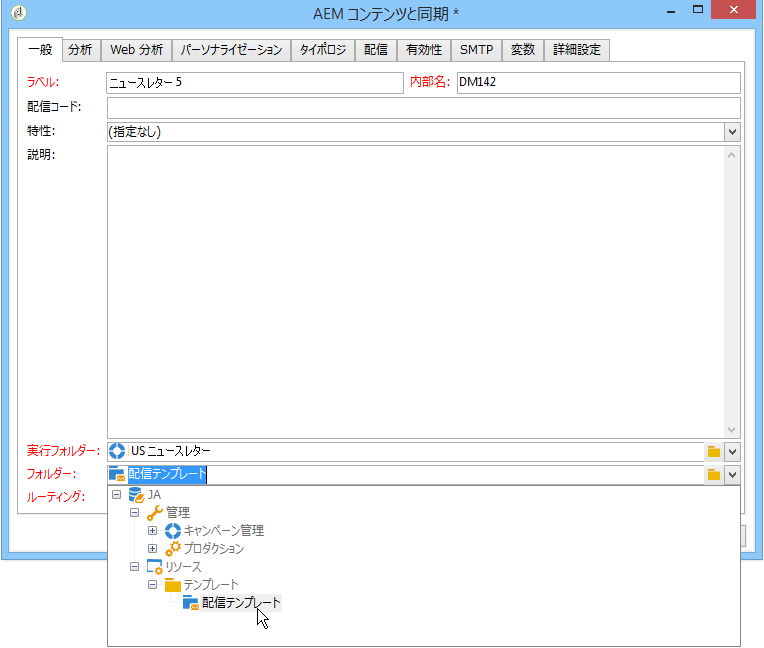 AEM コンテンツと同期 *
一般 分析 Web 分析 パーソナライゼーション タイポロジ 配信 有効性 SMTP 変数 詳細設定
ラベル: ニュースレター 5 内部名: DM142
配信コード:
特性: (指定なし)
説明:
実行フォルダー: US ニュースレター
フォルダー: 配信テンプレート
ルーティング:
JA
管理
キャンペーン管理
プロダクション
リソース
テンプレート
配信テンプレート